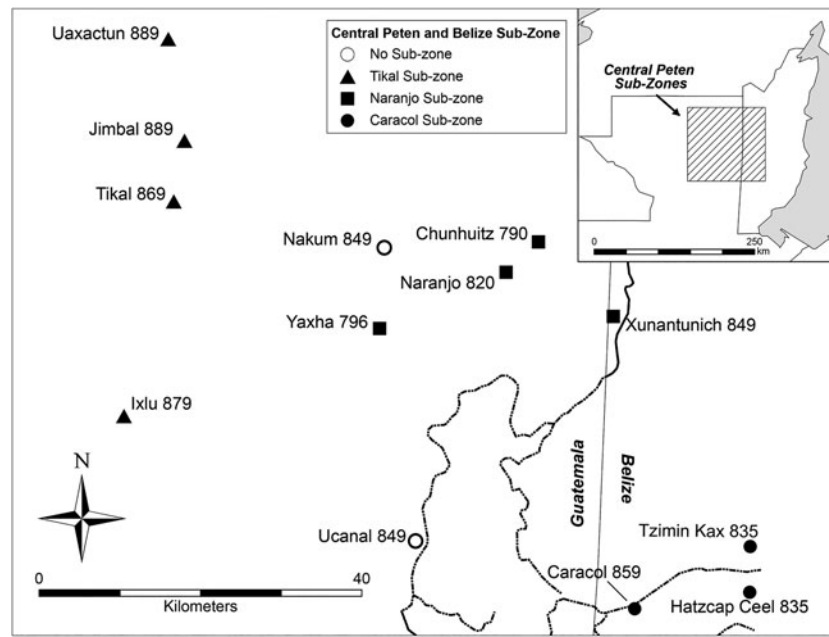 Uaxactun 889
Central Peten and Belize Sub-Zone
No Sub-zone
Tikal Sub-zone
Naranjo Sub-zone
Caracol Sub-zone
Central Peten
Sub-Zones
0
250
km
Jimbal 889
Tikal 869
Nakum 849
Chunhuitz 790
Naranjo 820
Yaxha 796
Xunantunich 849
Ixlu 879
N
Guatemala
Belize
Ucanal 849
Tzimin Kax 835
Caracol 859
Hatzcap Ceel 835
0
40
Kilometers